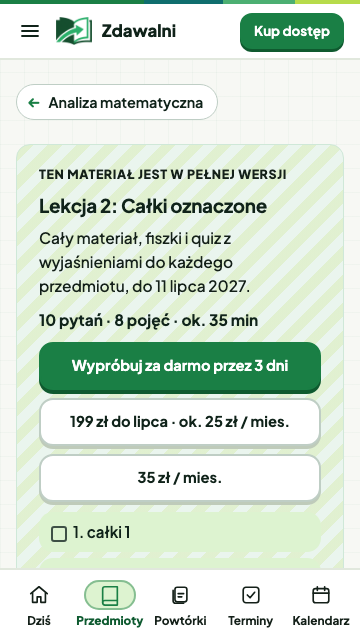 Zdawalni
Kup dostęp
← Analiza matematyczna
TEN MATERIAŁ JEST W PEŁNEJ WERSJI
Lekcja 2: Całki oznaczone
Cały materiał, fiszki i quiz z
wyjaśnieniami do każdego
przedmiotu, do 11 lipca 2027.
10 pytań · 8 pojęć · ok. 35 min
Wypróbuj za darmo przez 3 dni
199 zł do lipca · ok. 25 zł / mies.
35 zł / mies.
1. całki 1
Dziś
Przedmioty
Powtórki
Terminy
Kalendarz